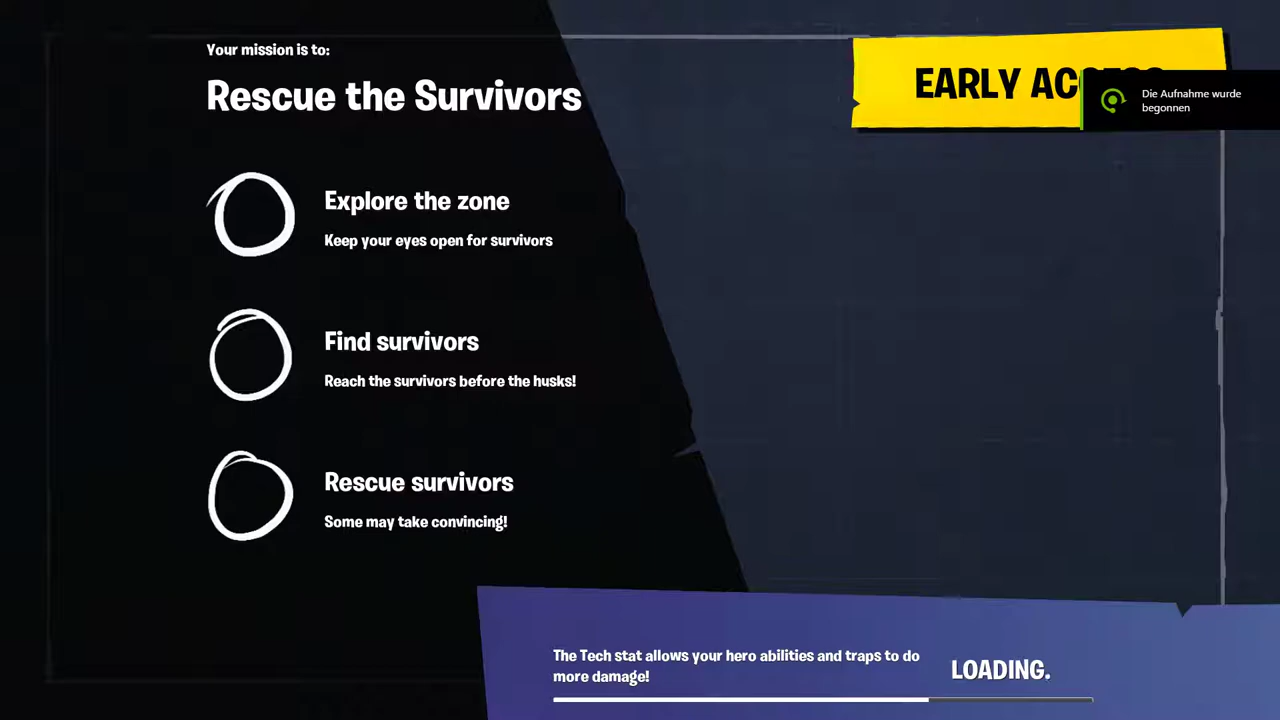 Your mission is to:
Rescue the Survivors
EARLY
Die Aufnahme wurde
begonnen
Explore the zone
Keep your eyes open for survivors
Find survivors
Reach the survivors before the husks!
Rescue survivors
Some may take convincing!
The Tech stat allows your hero abilities and traps to do
more damage!
LOADING.